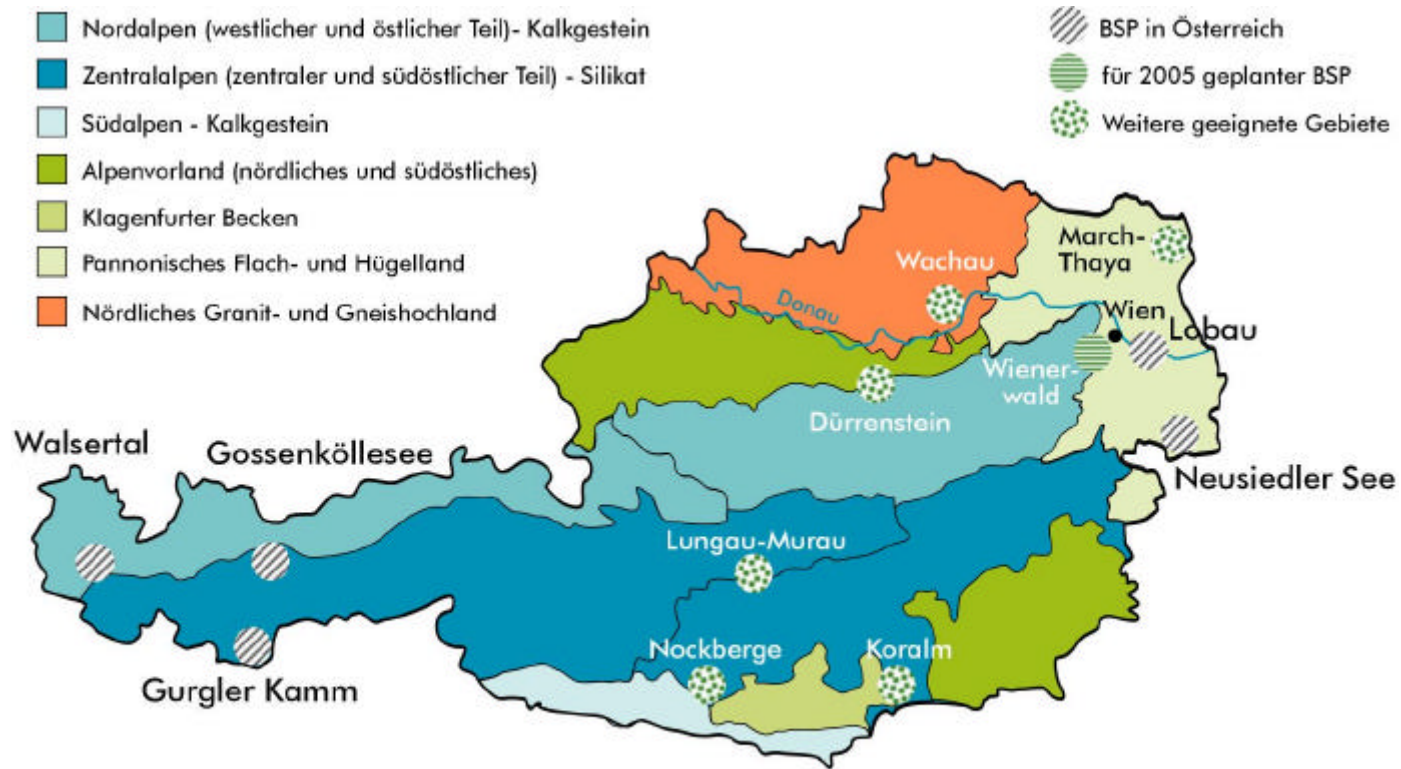 Nordalpen (westlicher und östlicher Teil)- Kalkgestein
Zentralalpen (zentraler und südöstlicher Teil) - Silikat
Südalpen - Kalkgestein
Alpenvorland (nördliches und südöstliches)
Klagenfurter Becken
Pannonisches Flach- und Hügelland
Nördliches Granit- und Gneishochland
BSP in Österreich
für 2005 geplanter BSP
Weitere geeignete Gebiete
March-
Thaya
Wachau
Donau
Wien
Lobau
Wiener-
wald
Dürrenstein
Walsertal
Gossenköllesee
Neusiedler See
Lungau-Murau
Nockberge
Koralm
Gurgler Kamm